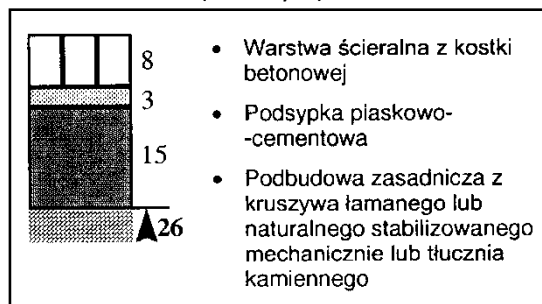 8
3
15
26
• Warstwa ścieralna z kostki
betonowej
• Podsypka piaskowo-
-cementowa
• Podbudowa zasadnicza z
kruszywa łamanego lub
naturalnego stabilizowanego
mechanicznie lub tłucznia
kamiennego